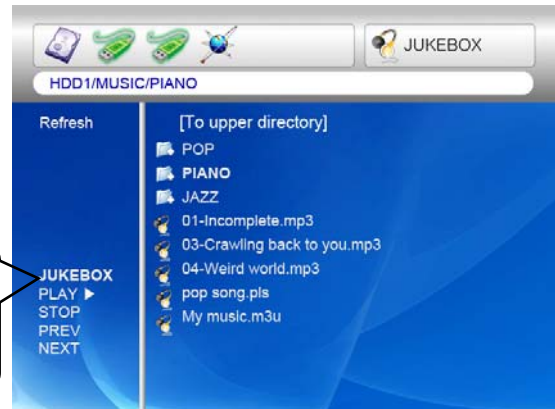 JUKEBOX
HDD1/MUSIC/PIANO
Refresh
[To upper directory]
POP
PIANO
JAZZ
01-Incomplete.mp3
03-Crawling back to you.mp3
04-Weird world.mp3
pop song.pls
My music.m3u
JUKEBOX
PLAY ▶
STOP
PREV
NEXT